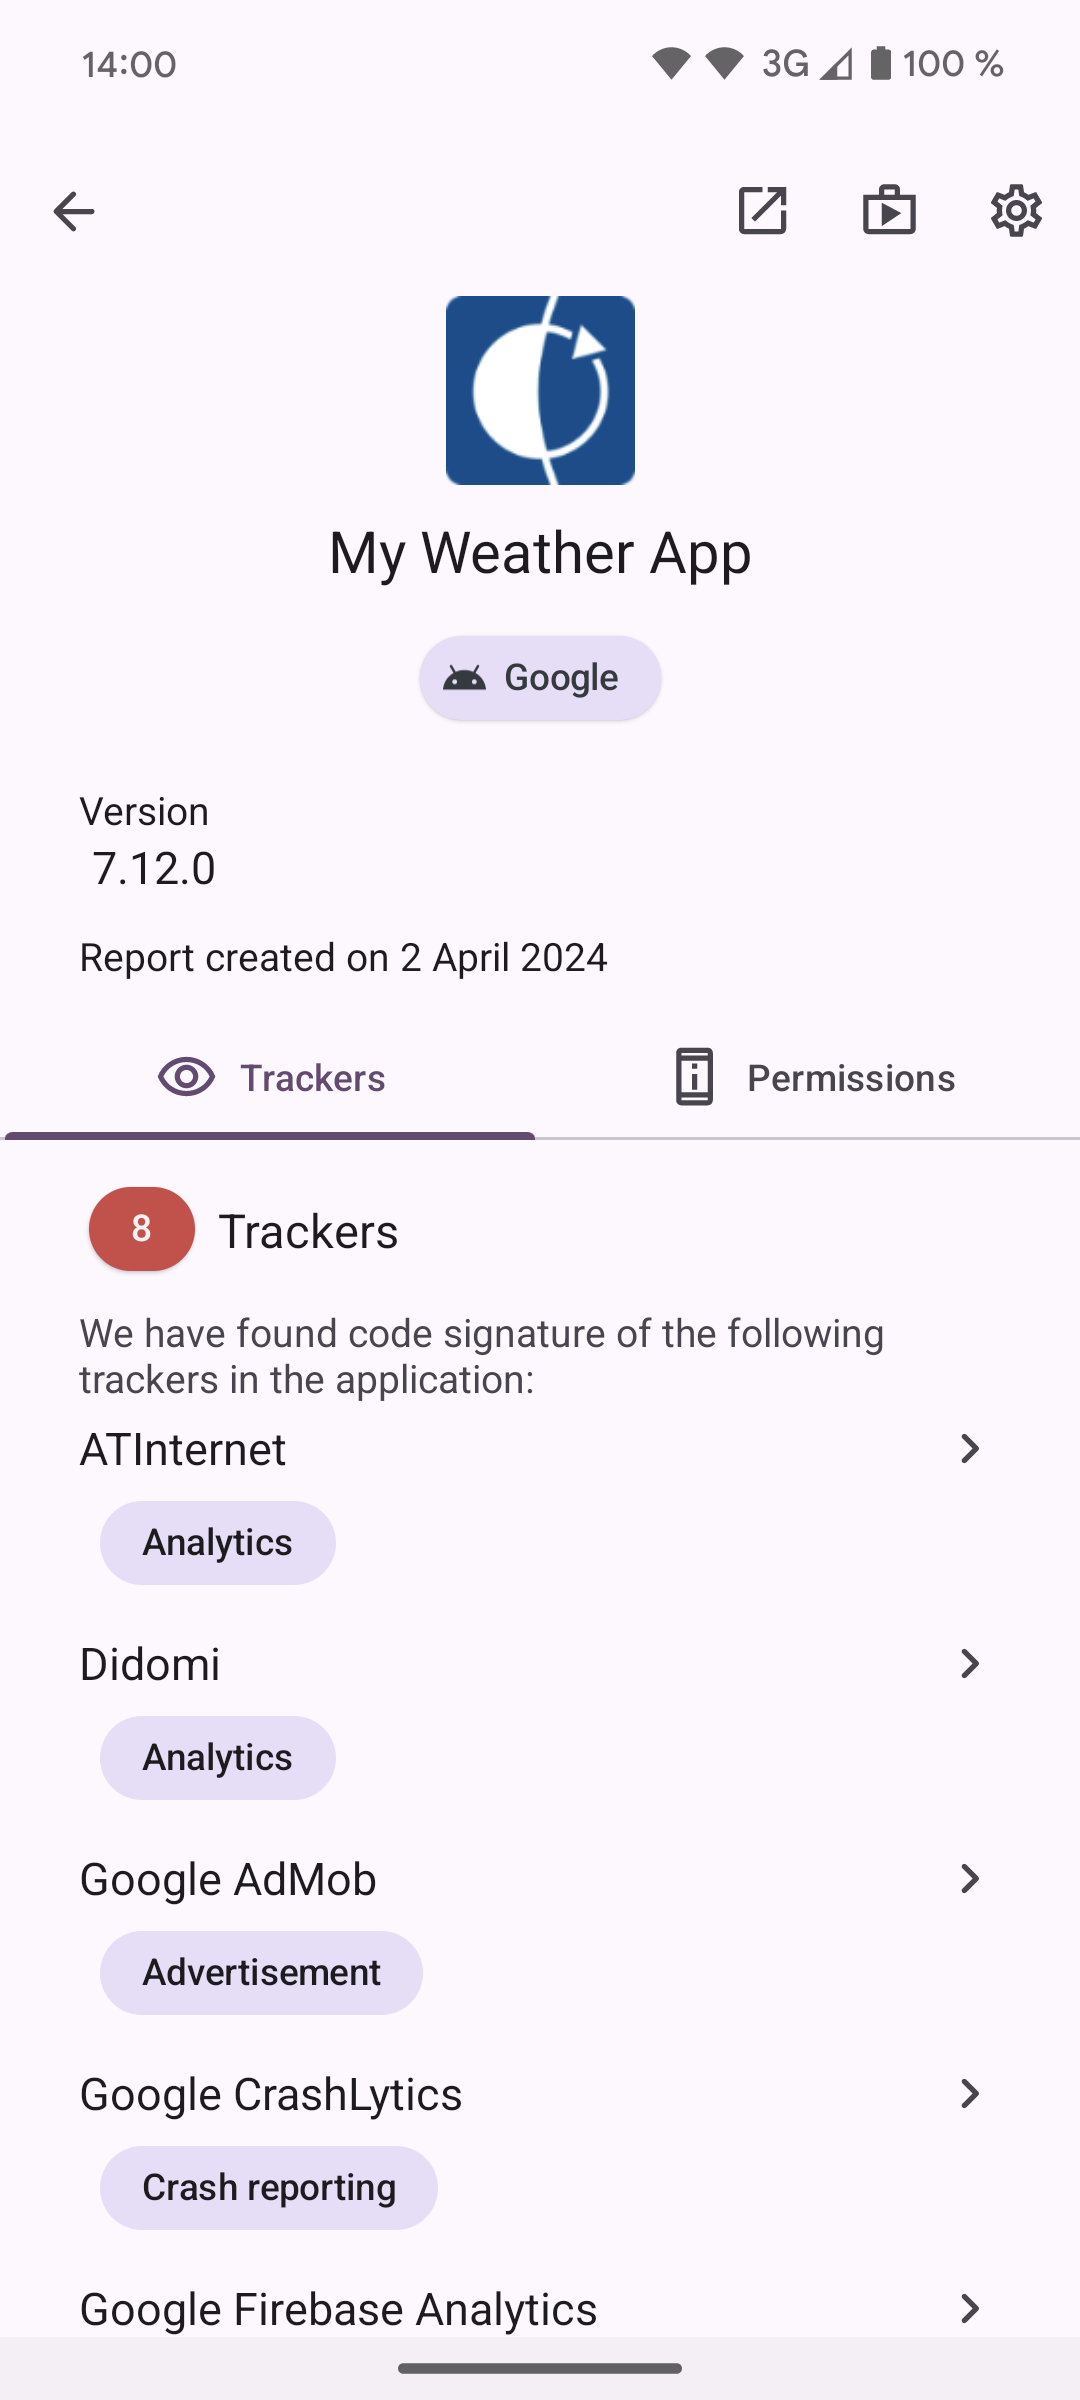 14:00 3G 100 %
My Weather App
Google
Version
7.12.0
Report created on 2 April 2024
Trackers Permissions
8 Trackers
We have found code signature of the following
trackers in the application:
ATInternet
Analytics
Didomi
Analytics
Google AdMob
Advertisement
Google CrashLytics
Crash reporting
Google Firebase Analytics